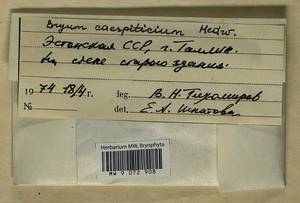 Bryum caespiticium Hedw.
Эстонская ССР, г. Таллин.
На стене старого здания.
1974 18/4 г. leg. В. Н. Тихомиров
№ det. Е. А. Игнатова
Herbarium MW, Bryophyta
MW 9 072 908